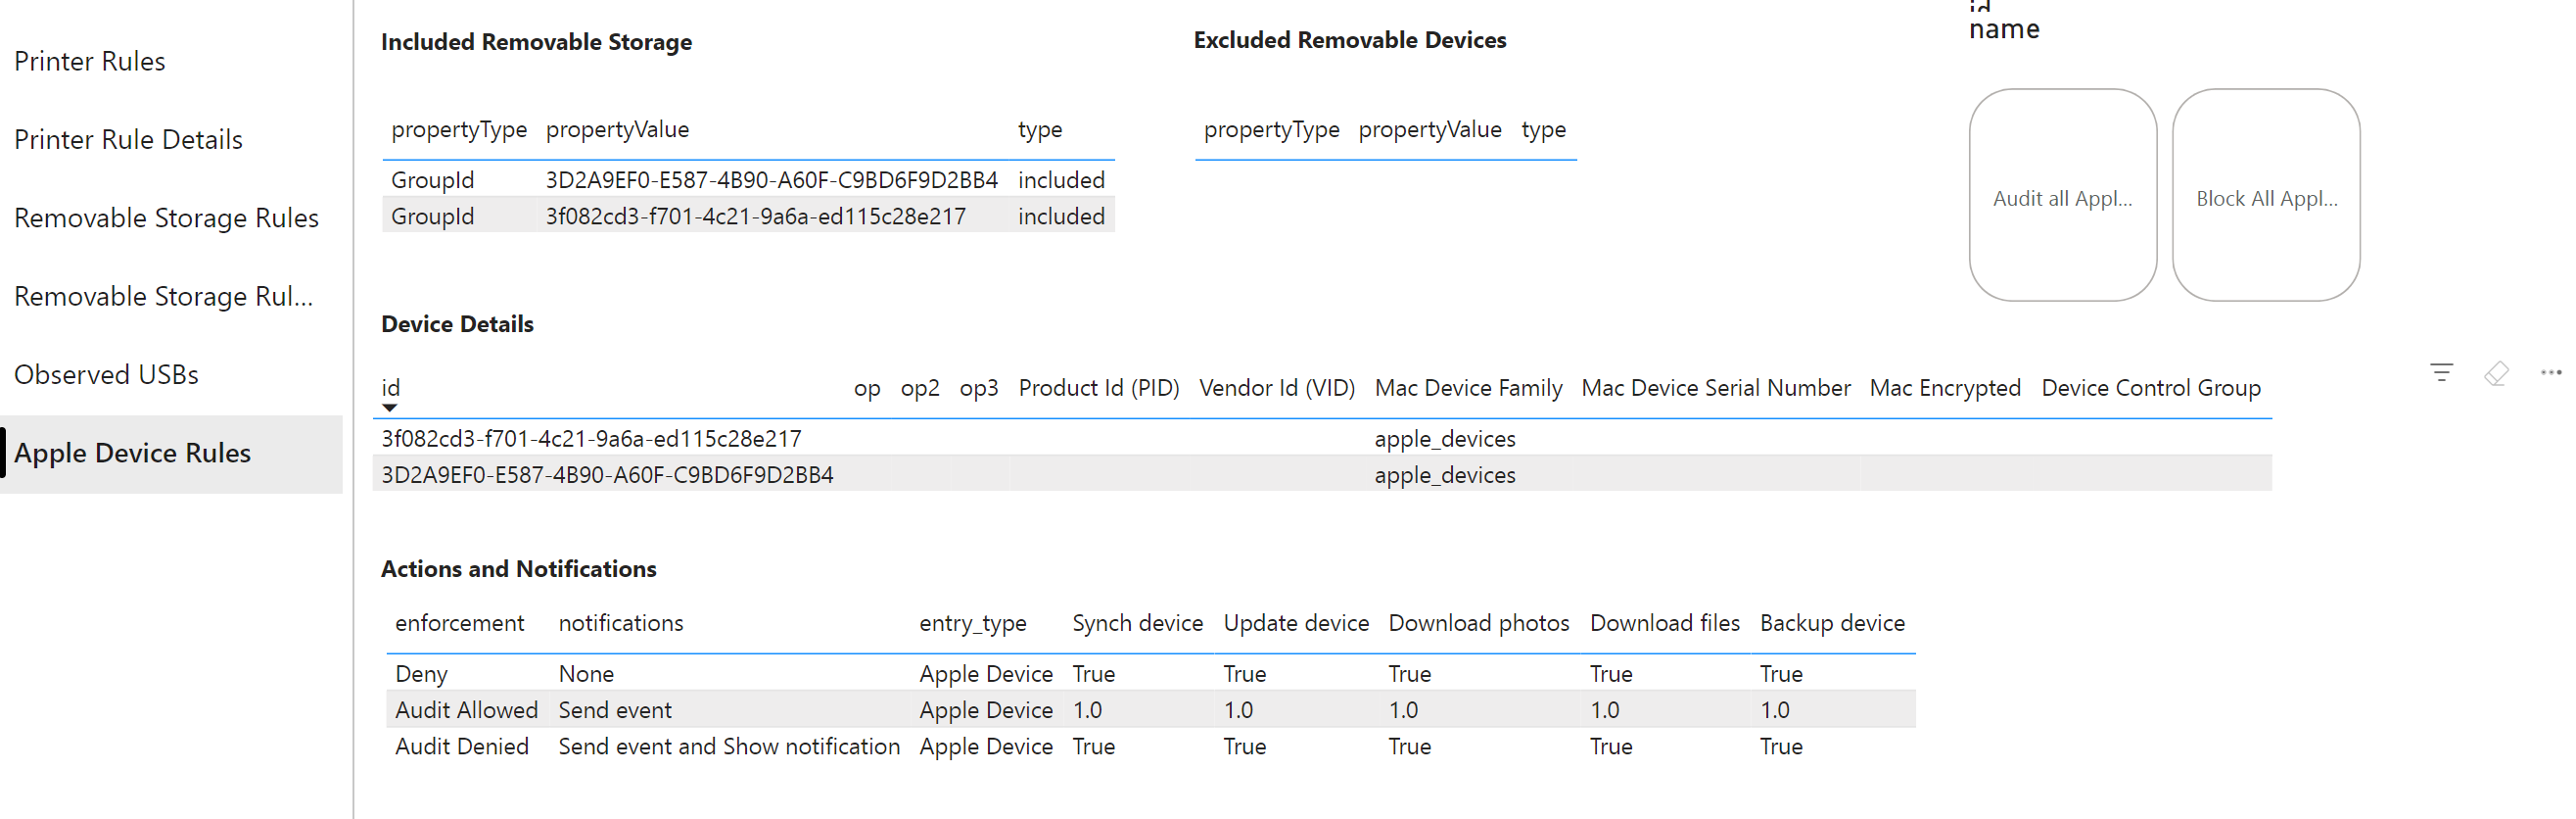 Printer Rules
Printer Rule Details
Removable Storage Rules
Removable Storage Rul...
Observed USBs
Apple Device Rules
Included Removable Storage
propertyType propertyValue type
GroupId 3D2A9EF0-E587-4B90-A60F-C9BD6F9D2BB4 included
GroupId 3f082cd3-f701-4c21-9a6a-ed115c28e217 included
Excluded Removable Devices
propertyType propertyValue type
id
name
Audit all Appl...
Block All Appl...
Device Details
id op op2 op3 Product Id (PID) Vendor Id (VID) Mac Device Family Mac Device Serial Number Mac Encrypted Device Control Group
3f082cd3-f701-4c21-9a6a-ed115c28e217 apple_devices
3D2A9EF0-E587-4B90-A60F-C9BD6F9D2BB4 apple_devices
Actions and Notifications
enforcement notifications entry_type Synch device Update device Download photos Download files Backup device
Deny None Apple Device True True True True True
Audit Allowed Send event Apple Device 1.0 1.0 1.0 1.0 1.0
Audit Denied Send event and Show notification Apple Device True True True True True